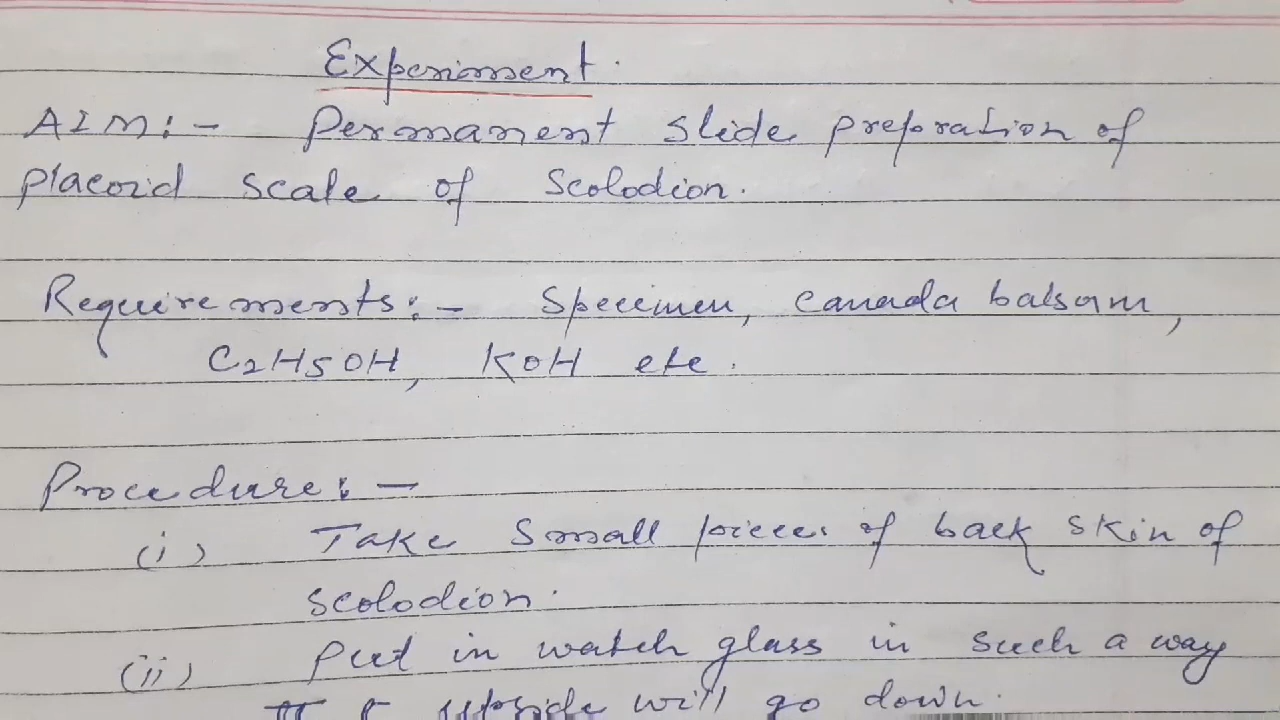 Experiment.
AIM:- Permanent slide preparation of
placoid scale of Scolodion.
Requirements:- Specimen, Canada balsam,
C2H5OH, KOH etc.
Procedure:-
(i) Take small pieces of back skin of
scolodion.
(ii) Put in watch glass in such a way
upside will go down.